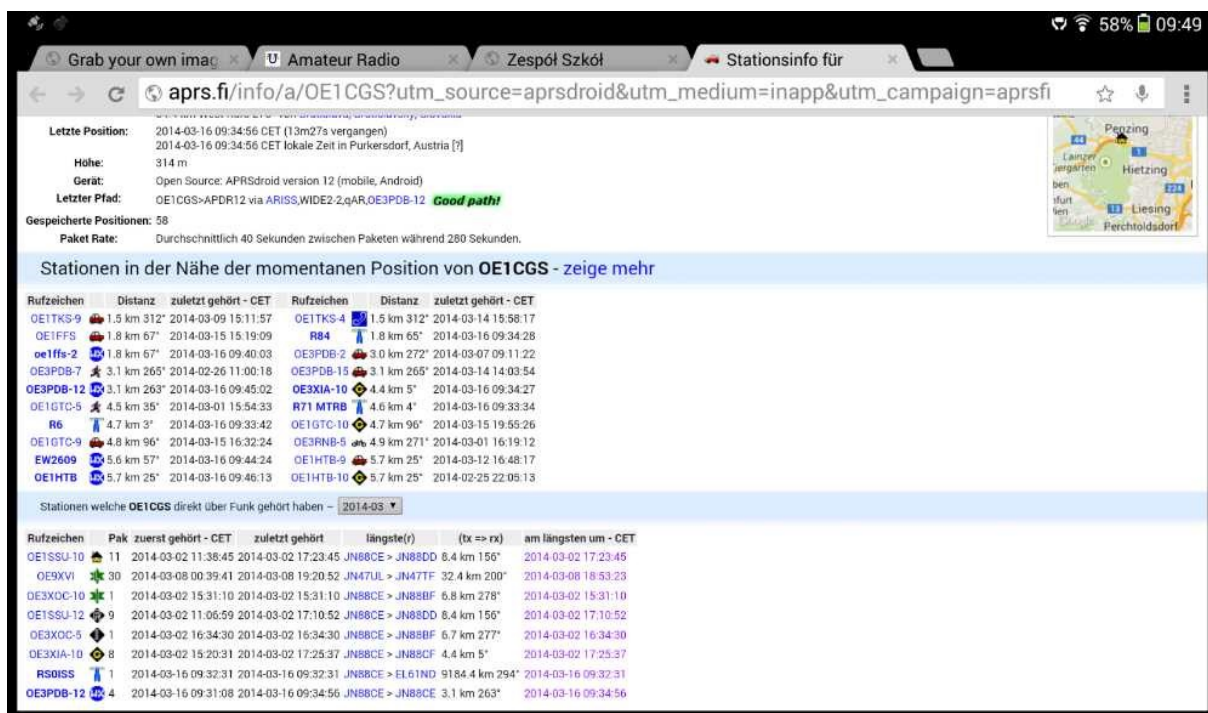 58% 09:49
Grab your own imag
Amateur Radio
Zespół Szkół
Stationsinfo für
aprs.fi/info/a/OE1CGS?utm_source=aprsdroid&utm_medium=inapp&utm_campaign=aprsfi
Letzte Position: 2014-03-16 09:34:56 CET (13m27s vergangen)
2014-03-16 09:34:56 CET lokale Zeit in Purkersdorf, Austria [?]
Höhe: 314 m
Gerät: Open Source: APRSdroid version 12 (mobile, Android)
Letzter Pfad: OE1CGS>APDR12 via ARISS,WIDE2-2,qAR,OE3PDB-12 Good path!
Gespeicherte Positionen: 58
Paket Rate: Durchschnittlich 40 Sekunden zwischen Paketen während 280 Sekunden.
Penzing
Lainzer
Hietzing
Liesing
Perchtoldsdorf
Stationen in der Nähe der momentanen Position von OE1CGS - zeige mehr
Rufzeichen Distanz zuletzt gehört - CET Rufzeichen Distanz zuletzt gehört - CET
OE1TKS-9 1.5 km 312° 2014-03-09 15:11:57 OE1TKS-4 1.5 km 312° 2014-03-14 15:58:17
OE1FFS 1.8 km 67° 2014-03-15 15:19:09 R84 1.8 km 65° 2014-03-16 09:34:28
oe1ffs-2 1.8 km 67° 2014-03-16 09:40:03 OE3PDB-2 3.0 km 272° 2014-03-07 09:11:22
OE3PDB-7 3.1 km 265° 2014-02-26 11:00:18 OE3PDB-15 3.1 km 265° 2014-03-14 14:03:54
OE3PDB-12 3.1 km 263° 2014-03-16 09:45:02 OE3XIA-10 4.4 km 5° 2014-03-16 09:34:27
OE1GTC-5 4.5 km 35° 2014-03-01 15:54:33 R71 MTRB 4.6 km 4° 2014-03-16 09:33:34
R6 4.7 km 3° 2014-03-16 09:33:42 OE1GTC-10 4.7 km 96° 2014-03-15 19:55:26
OE1GTC-9 4.8 km 96° 2014-03-15 16:32:24 OE3RNB-5 4.9 km 271° 2014-03-01 16:19:12
EW2609 5.6 km 57° 2014-03-16 09:44:24 OE1HTB-9 5.7 km 25° 2014-03-12 16:48:17
OE1HTB 5.7 km 25° 2014-03-16 09:46:13 OE1HTB-10 5.7 km 25° 2014-02-25 22:05:13
Stationen welche OE1CGS direkt über Funk gehört haben – 2014-03
Rufzeichen Pak zuerst gehört - CET zuletzt gehört längste(r) (tx => rx) am längsten um - CET
OE1SSU-10 11 2014-03-02 11:38:45 2014-03-02 17:23:45 JN88CE > JN88DD 8.4 km 156° 2014-03-02 17:23:45
OE9XVI 30 2014-03-08 00:39:41 2014-03-08 19:20:52 JN47UL > JN47TF 32.4 km 200° 2014-03-08 18:53:23
OE3XOC-10 1 2014-03-02 15:31:10 2014-03-02 15:31:10 JN88CE > JN88BF 6.8 km 278° 2014-03-02 15:31:10
OE1SSU-12 9 2014-03-02 11:06:59 2014-03-02 17:10:52 JN88CE > JN88DD 8.4 km 156° 2014-03-02 17:10:52
OE3XOC-5 1 2014-03-02 16:34:30 2014-03-02 16:34:30 JN88CE > JN88BF 6.7 km 277° 2014-03-02 16:34:30
OE3XIA-10 8 2014-03-02 15:20:31 2014-03-02 17:25:37 JN88CE > JN88CF 4.4 km 5° 2014-03-02 17:25:37
RS0ISS 1 2014-03-16 09:32:31 2014-03-16 09:32:31 JN88CE > EL61ND 9184.4 km 294° 2014-03-16 09:32:31
OE3PDB-12 4 2014-03-16 09:31:08 2014-03-16 09:34:56 JN88CE > JN88CE 3.1 km 263° 2014-03-16 09:34:56